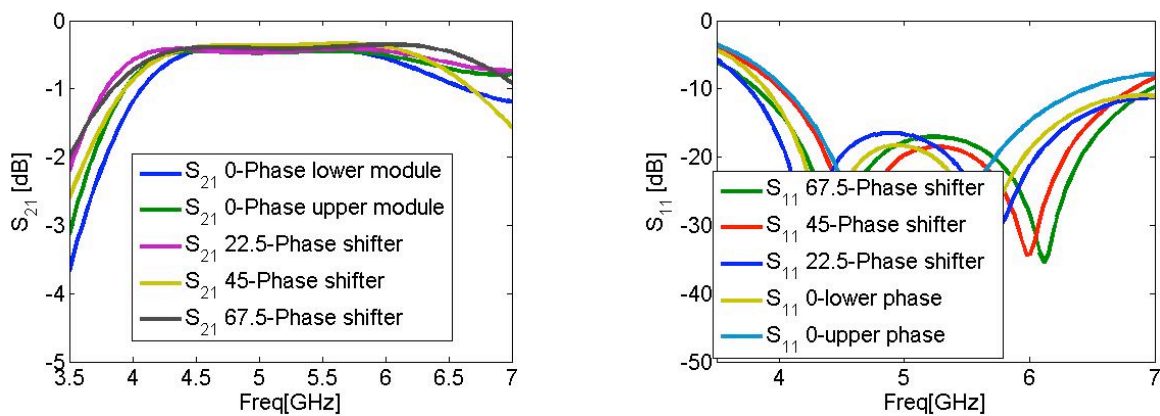 0
-1
-2
-3
-4
-5
S21 [dB]
S21 0-Phase lower module
S21 0-Phase upper module
S21 22.5-Phase shifter
S21 45-Phase shifter
S21 67.5-Phase shifter
3.5 4 4.5 5 5.5 6 6.5 7
Freq[GHz]
0
-10
-20
-30
-40
-50
S11 [dB]
S11 67.5-Phase shifter
S11 45-Phase shifter
S11 22.5-Phase shifter
S11 0-lower phase
S11 0-upper phase
4 5 6 7
Freq[GHz]